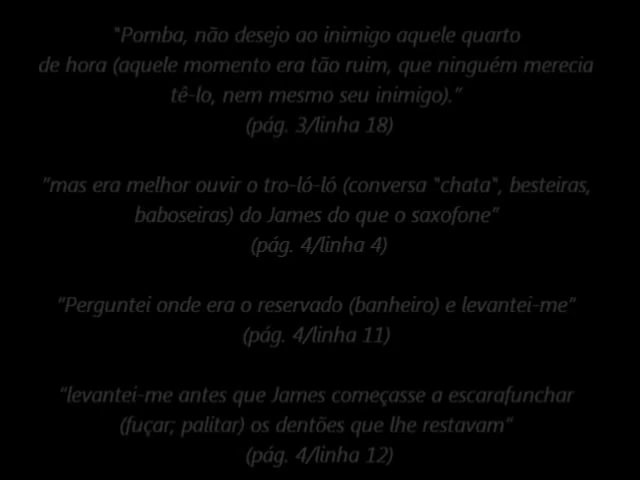 "Pomba, não desejo ao inimigo aquele quarto
de hora (aquele momento era tão ruim, que ninguém merecia
tê-lo, nem mesmo seu inimigo)."
(pág. 3/linha 18)
"mas era melhor ouvir o tro-ló-ló (conversa "chata", besteiras,
baboseiras) do James do que o saxofone"
(pág. 4/linha 4)
"Perguntei onde era o reservado (banheiro) e levantei-me"
(pág. 4/linha 11)
"levantei-me antes que James começasse a escarafunchar
(fuçar; palitar) os dentões que lhe restavam"
(pág. 4/linha 12)